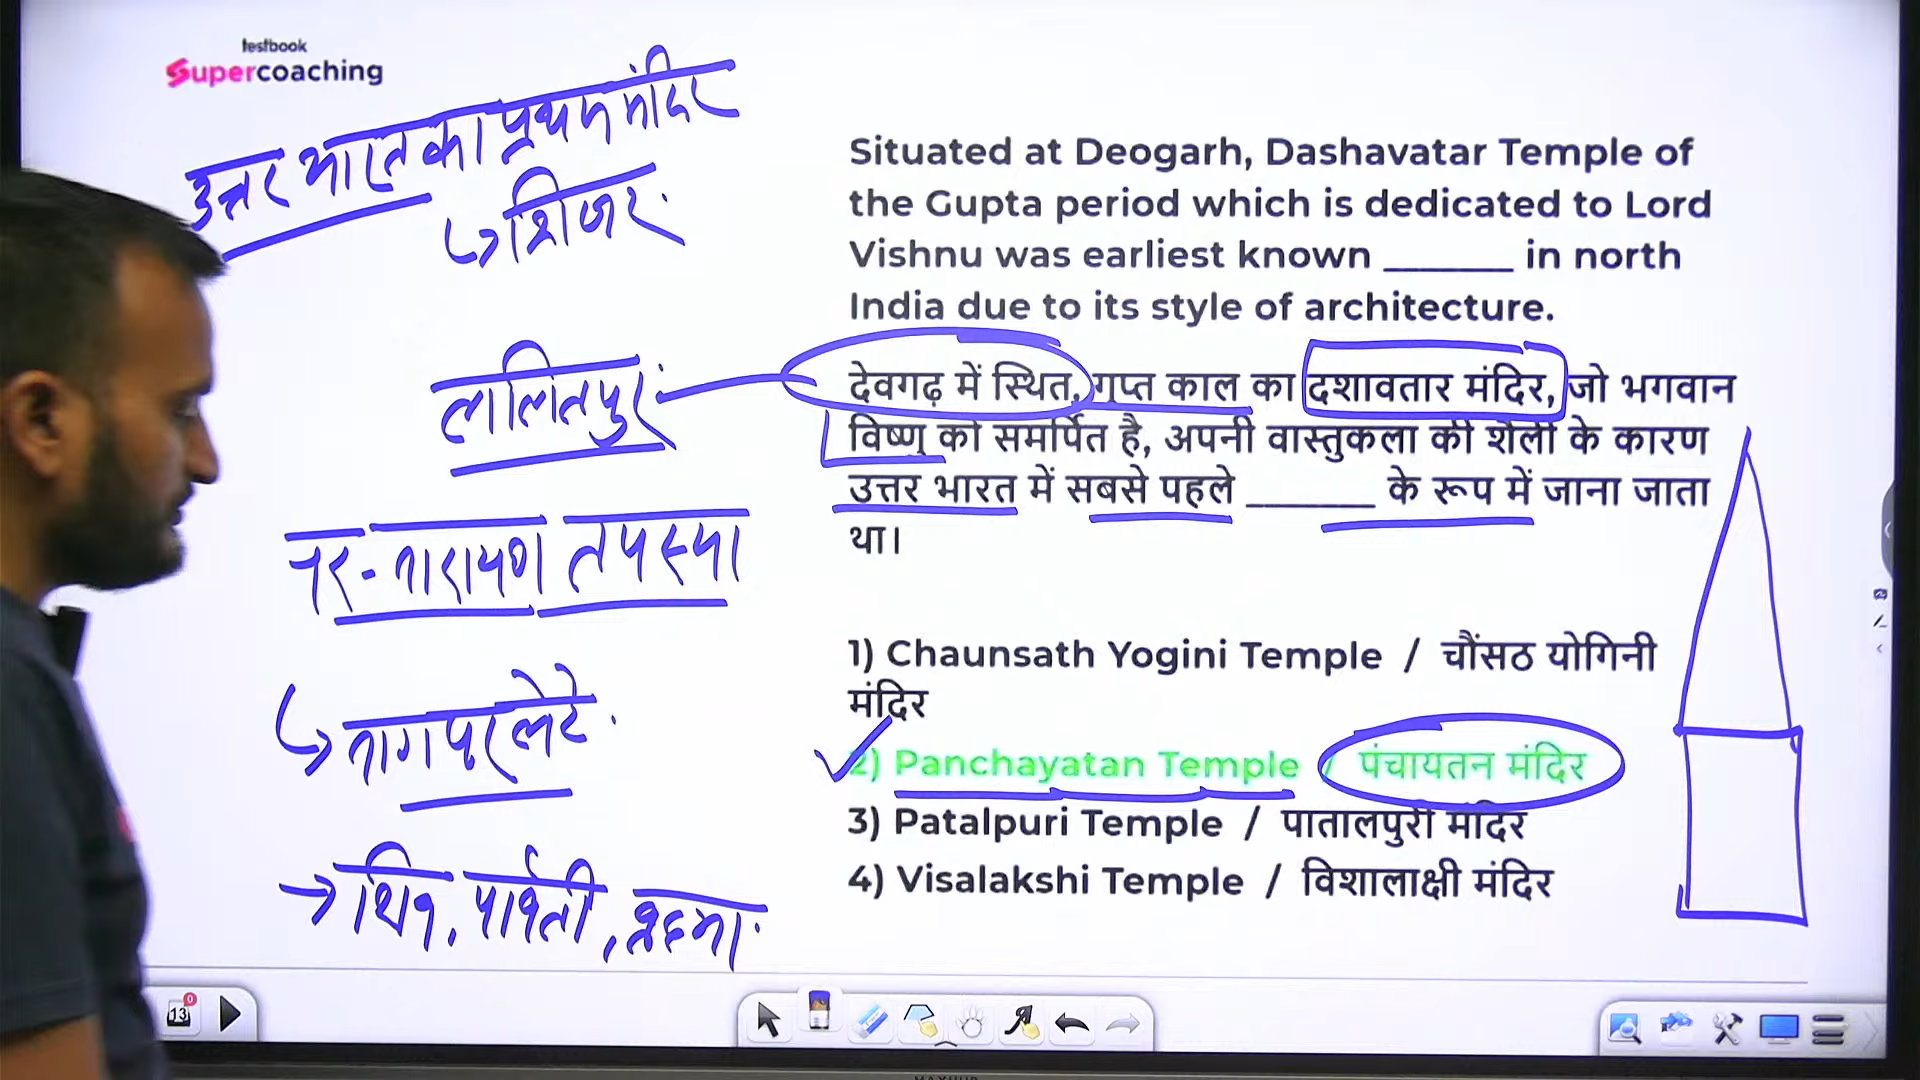 testbook
Supercoaching
उत्तर भारत का प्रथम मंदिर
↳ शिखर.
Situated at Deogarh, Dashavatar Temple of
the Gupta period which is dedicated to Lord
Vishnu was earliest known ______ in north
India due to its style of architecture.
देवगढ़ में स्थित, गुप्त काल का दशावतार मंदिर, जो भगवान
विष्णु को समर्पित है, अपनी वास्तुकला की शैली के कारण
उत्तर भारत में सबसे पहले ______ के रूप में जाना जाता
था।
ललितपुर
नर-नारायण तपस्या
↳ नाग पर लेटे
→ शिव, पार्वती, ब्रह्मा
1) Chaunsath Yogini Temple / चौंसठ योगिनी
मंदिर
2) Panchayatan Temple / पंचायतन मंदिर
3) Patalpuri Temple / पातालपुरी मंदिर
4) Visalakshi Temple / विशालाक्षी मंदिर
13
0